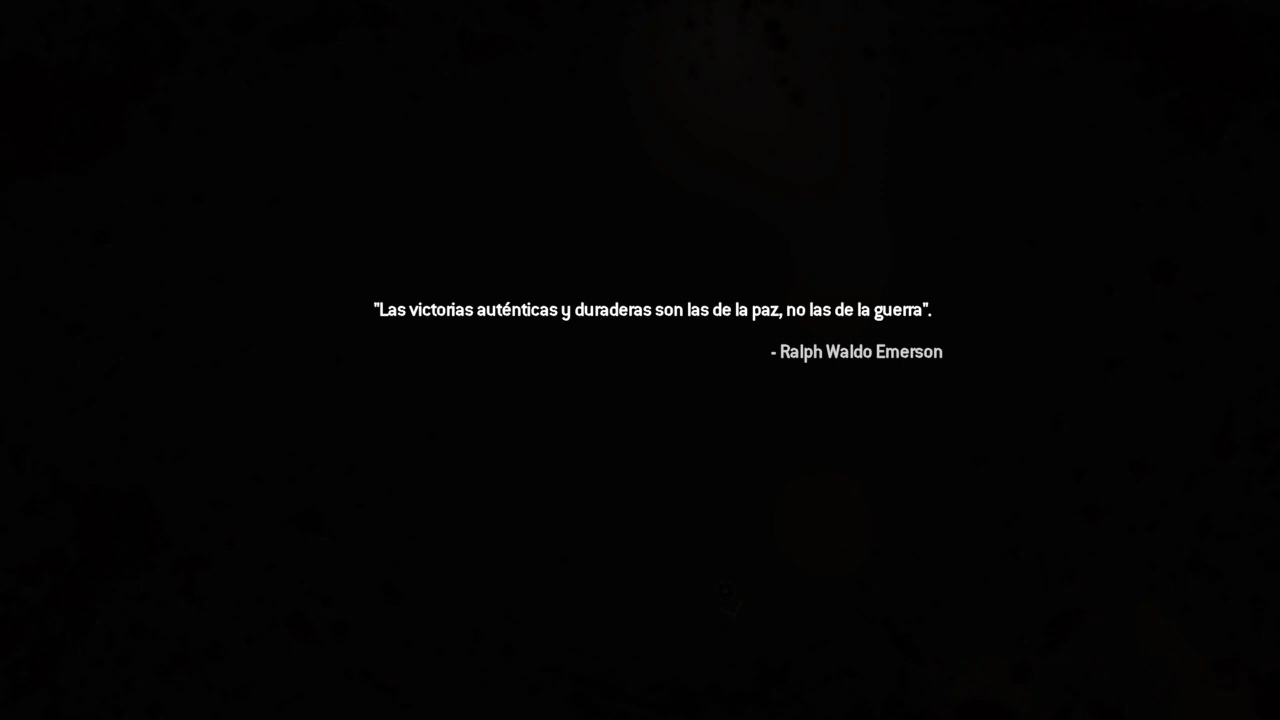 "Las victorias auténticas y duraderas son las de la paz, no las de la guerra".
- Ralph Waldo Emerson